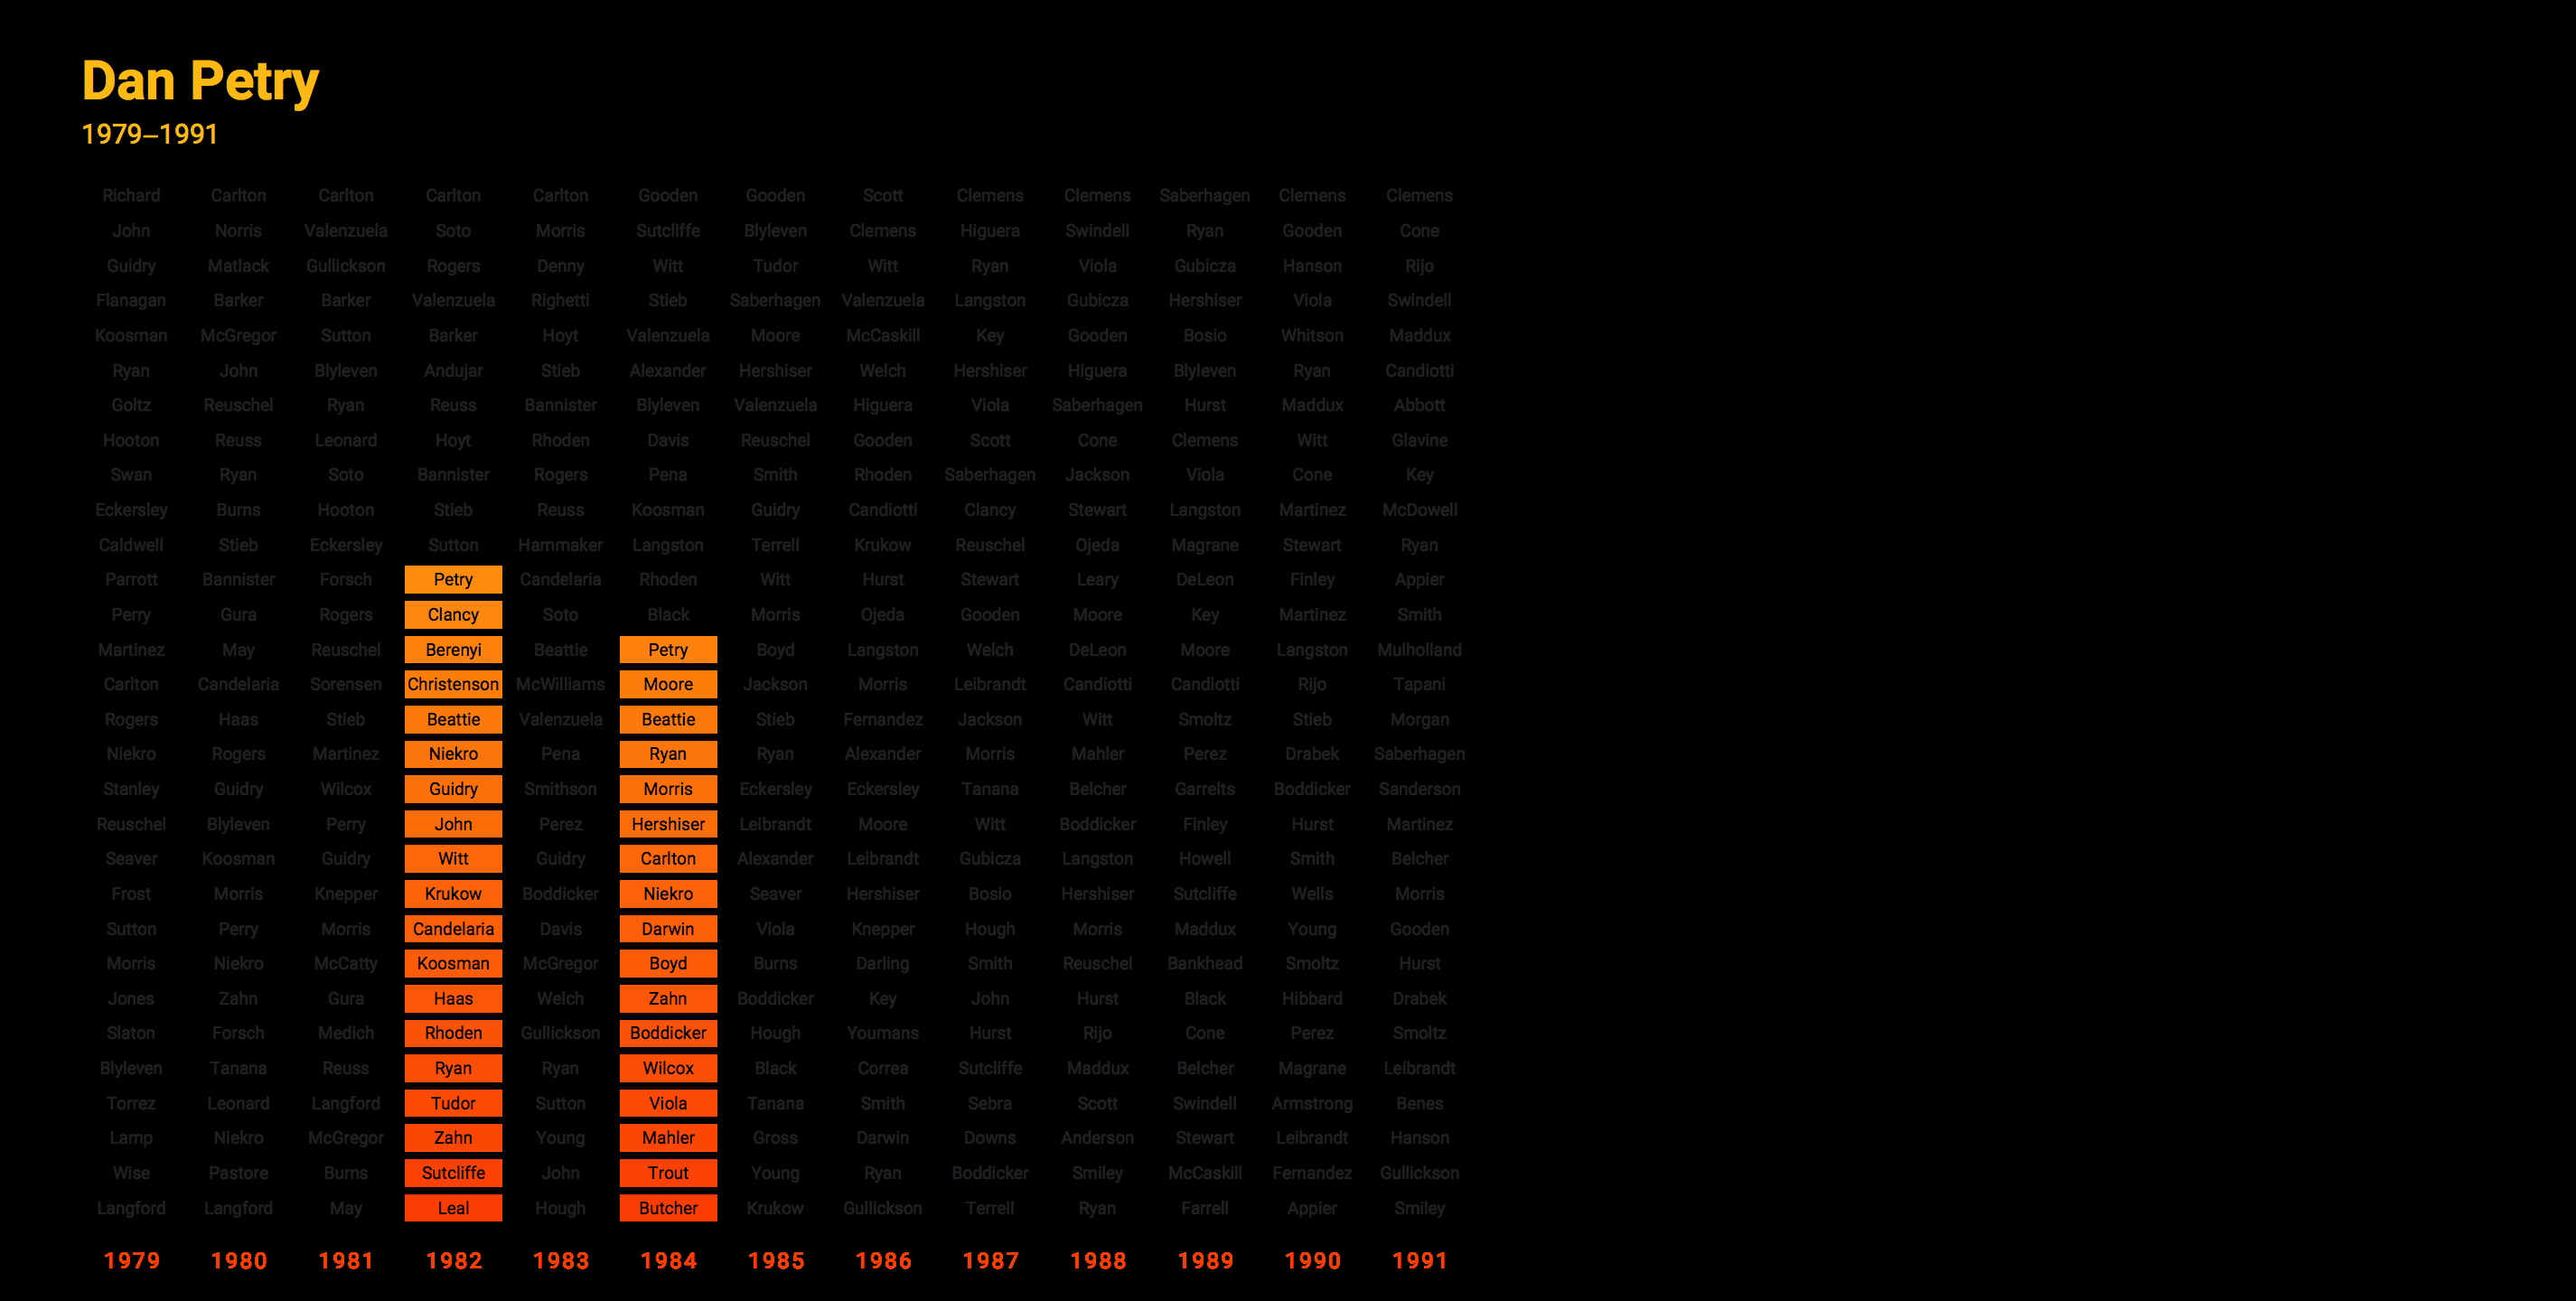 Dan Petry
1979–1991
Richard Carlton Carlton Carlton Carlton Gooden Gooden Scott Clemens Clemens Saberhagen Clemens Clemens
John Norris Valenzuela Soto Morris Sutcliffe Blyleven Clemens Higuera Swindell Ryan Gooden Cone
Guidry Matlack Gullickson Rogers Denny Witt Tudor Witt Ryan Viola Gubicza Hanson Rijo
Flanagan Barker Barker Valenzuela Righetti Stieb Saberhagen Valenzuela Langston Gubicza Hershiser Viola Swindell
Koosman McGregor Sutton Barker Hoyt Valenzuela Moore McCaskill Key Gooden Bosio Whitson Maddux
Ryan John Blyleven Andujar Stieb Alexander Hershiser Welch Hershiser Higuera Blyleven Ryan Candiotti
Goltz Reuschel Ryan Reuss Bannister Blyleven Valenzuela Higuera Viola Saberhagen Hurst Maddux Abbott
Hooton Reuss Leonard Hoyt Rhoden Davis Reuschel Gooden Scott Cone Clemens Witt Glavine
Swan Ryan Soto Bannister Rogers Pena Smith Rhoden Saberhagen Jackson Viola Cone Key
Eckersley Burns Hooton Stieb Reuss Koosman Guidry Candiotti Clancy Stewart Langston Martinez McDowell
Caldwell Stieb Eckersley Sutton Hammaker Langston Terrell Krukow Reuschel Ojeda Magrane Stewart Ryan
Parrott Bannister Forsch Petry Candelaria Rhoden Witt Hurst Stewart Leary DeLeon Finley Appier
Perry Gura Rogers Clancy Soto Black Morris Ojeda Gooden Moore Key Martinez Smith
Martinez May Reuschel Berenyi Beattie Petry Boyd Langston Welch DeLeon Moore Langston Mulholland
Carlton Candelaria Sorensen Christenson McWilliams Moore Jackson Morris Leibrandt Candiotti Candiotti Rijo Tapani
Rogers Haas Stieb Beattie Valenzuela Beattie Stieb Fernandez Jackson Witt Smoltz Stieb Morgan
Niekro Rogers Martinez Niekro Pena Ryan Ryan Alexander Morris Mahler Perez Drabek Saberhagen
Stanley Guidry Wilcox Guidry Smithson Morris Eckersley Eckersley Tanana Belcher Garrelts Boddicker Sanderson
Reuschel Blyleven Perry John Perez Hershiser Leibrandt Moore Witt Boddicker Finley Hurst Martinez
Seaver Koosman Guidry Witt Guidry Carlton Alexander Leibrandt Gubicza Langston Howell Smith Belcher
Frost Morris Knepper Krukow Boddicker Niekro Seaver Hershiser Bosio Hershiser Sutcliffe Wells Morris
Sutton Perry Morris Candelaria Davis Darwin Viola Knepper Hough Morris Maddux Young Gooden
Morris Niekro McCatty Koosman McGregor Boyd Burns Darling Smith Reuschel Bankhead Smoltz Hurst
Jones Zahn Gura Haas Welch Zahn Boddicker Key John Hurst Black Hibbard Drabek
Slaton Forsch Medich Rhoden Gullickson Boddicker Hough Youmans Hurst Rijo Cone Perez Smoltz
Blyleven Tanana Reuss Ryan Ryan Wilcox Black Correa Sutcliffe Maddux Belcher Magrane Leibrandt
Torrez Leonard Langford Tudor Sutton Viola Tanana Smith Sebra Scott Swindell Armstrong Benes
Lamp Niekro McGregor Zahn Young Mahler Gross Darwin Downs Anderson Stewart Leibrandt Hanson
Wise Pastore Burns Sutcliffe John Trout Young Ryan Boddicker Smiley McCaskill Fernandez Gullickson
Langford Langford May Leal Hough Butcher Krukow Gullickson Terrell Ryan Farrell Appier Smiley
1979 1980 1981 1982 1983 1984 1985 1986 1987 1988 1989 1990 1991